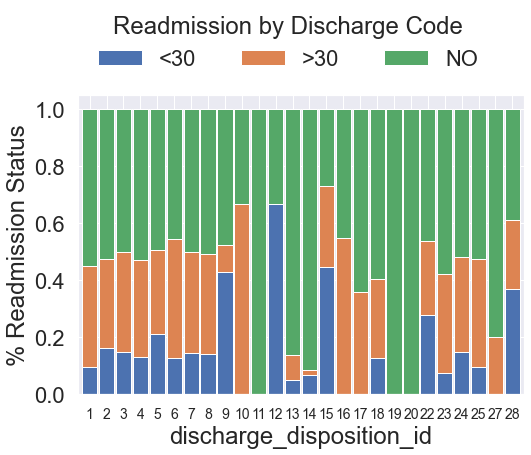 Readmission by Discharge Code
<30 >30 NO
% Readmission Status
1.0
0.8
0.6
0.4
0.2
0.0
1 2 3 4 5 6 7 8 9 10 11 12 13 14 15 16 17 18 19 20 22 23 24 25 27 28
discharge_disposition_id